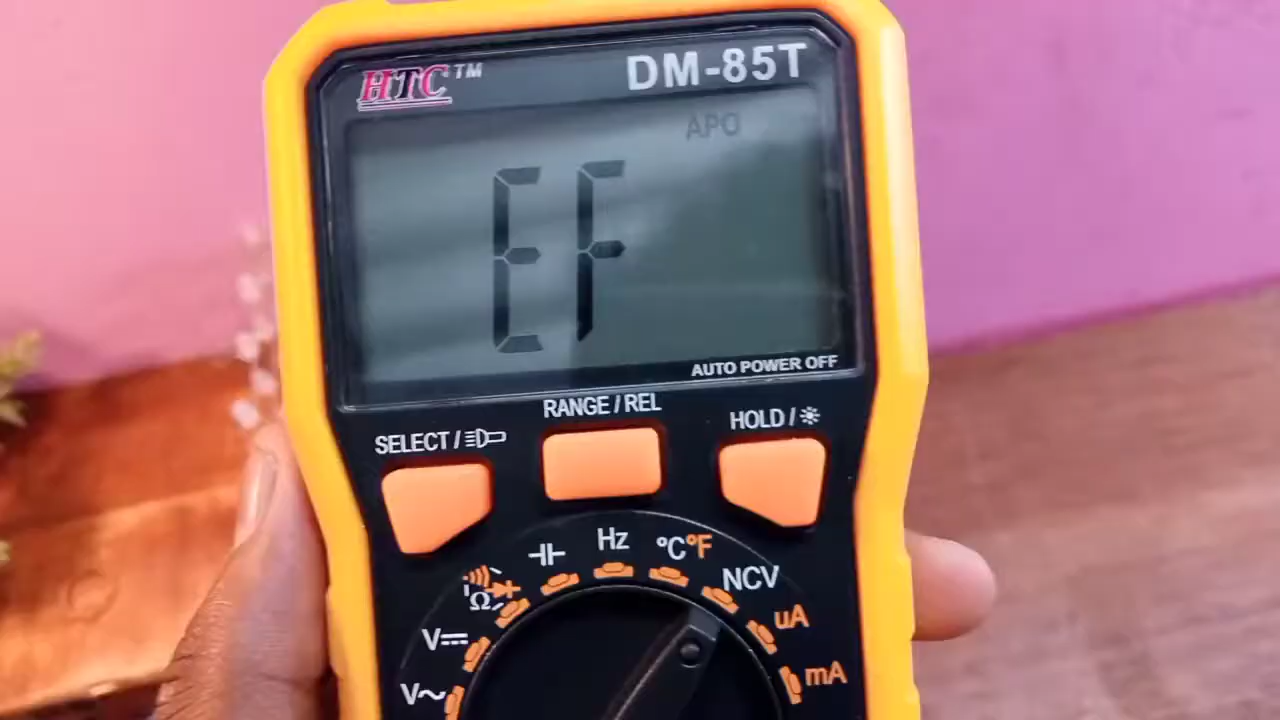 HTC™ DM-85T
APO
EF
AUTO POWER OFF
RANGE / REL
SELECT / HOLD /
Hz
°C°F
NCV
Ω
uA
V⎓
mA
V~